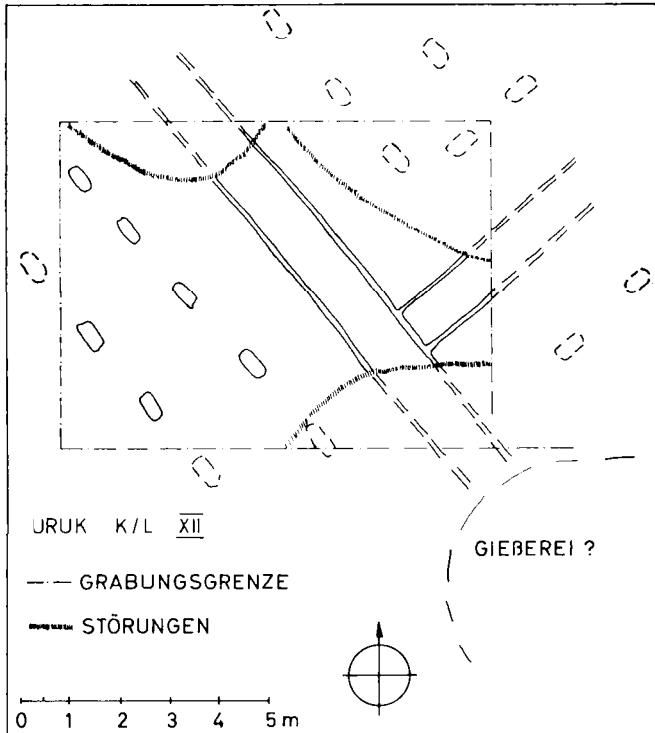 GIEẞEREI ?
URUK K/L XII
GRABUNGSGRENZE
STÖRUNGEN
0 1 2 3 4 5 m